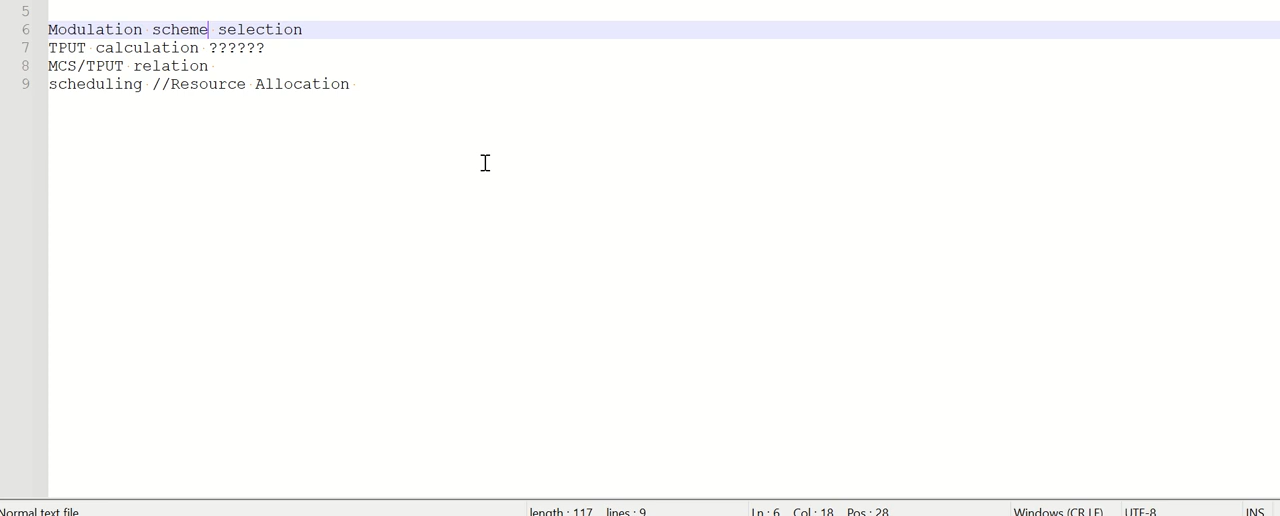 5
6 Modulation scheme selection
7 TPUT calculation ??????
8 MCS/TPUT relation
9 scheduling //Resource Allocation
Normal text file length : 117 lines : 9 Ln : 6 Col : 18 Pos : 28 Windows (CR LF) UTF-8 INS